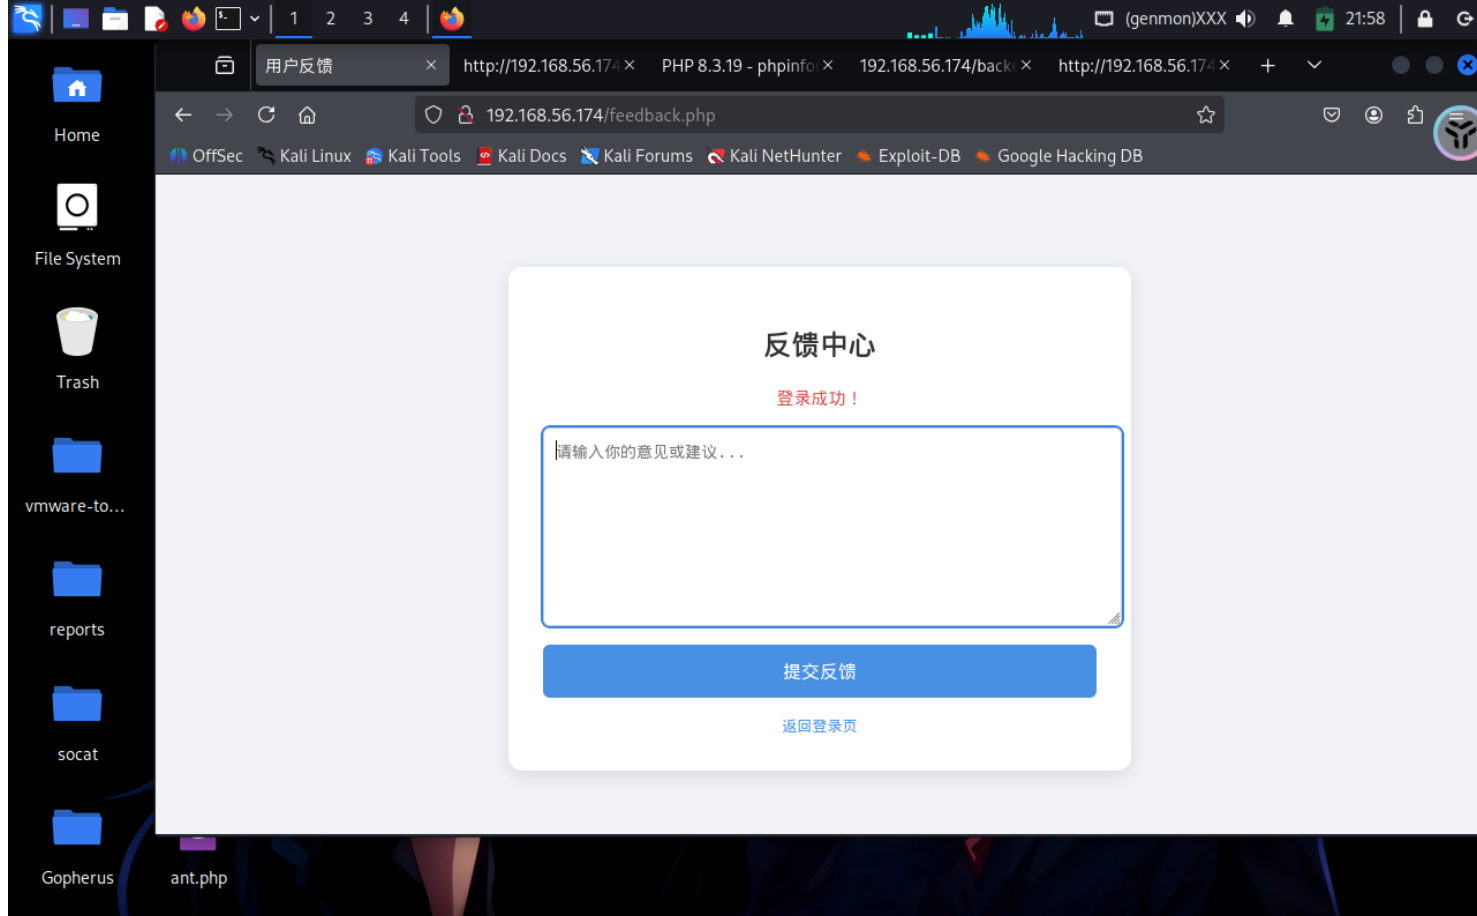 1 2 3 4
(genmon)XXX
21:58
用户反馈
http://192.168.56.174
PHP 8.3.19 - phpinfo(
192.168.56.174/backe
http://192.168.56.174
192.168.56.174/feedback.php
OffSec
Kali Linux
Kali Tools
Kali Docs
Kali Forums
Kali NetHunter
Exploit-DB
Google Hacking DB
Home
File System
Trash
vmware-to...
reports
socat
Gopherus
ant.php
反馈中心
登录成功！
请输入你的意见或建议...
提交反馈
返回登录页